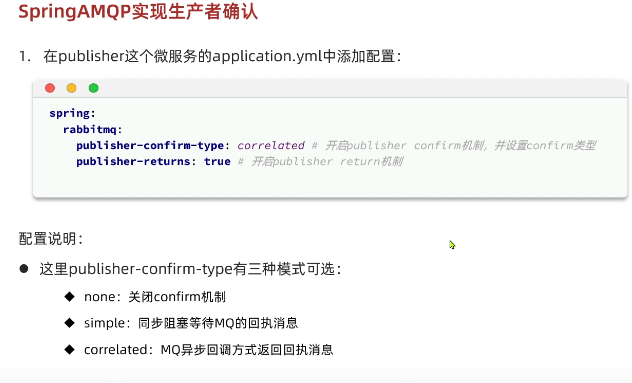 SpringAMQP实现生产者确认
1. 在publisher这个微服务的application.yml中添加配置：
spring:
rabbitmq:
publisher-confirm-type: correlated # 开启publisher confirm机制，并设置confirm类型
publisher-returns: true # 开启publisher return机制
配置说明：
● 这里publisher-confirm-type有三种模式可选：
◆ none：关闭confirm机制
◆ simple：同步阻塞等待MQ的回执消息
◆ correlated：MQ异步回调方式返回回执消息